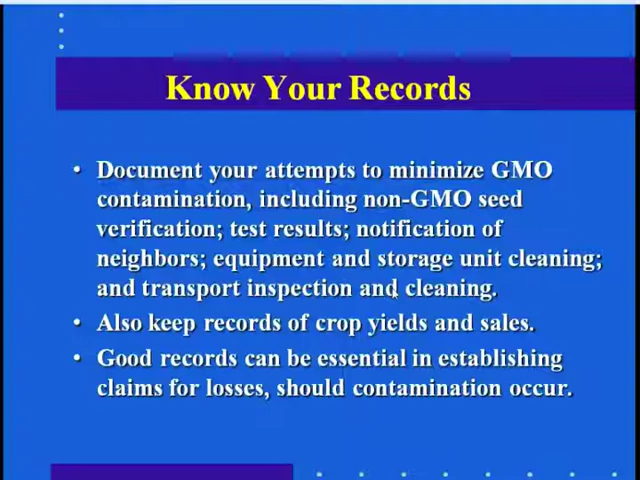 Know Your Records
• Document your attempts to minimize GMO
contamination, including non-GMO seed
verification; test results; notification of
neighbors; equipment and storage unit cleaning;
and transport inspection and cleaning.
• Also keep records of crop yields and sales.
• Good records can be essential in establishing
claims for losses, should contamination occur.